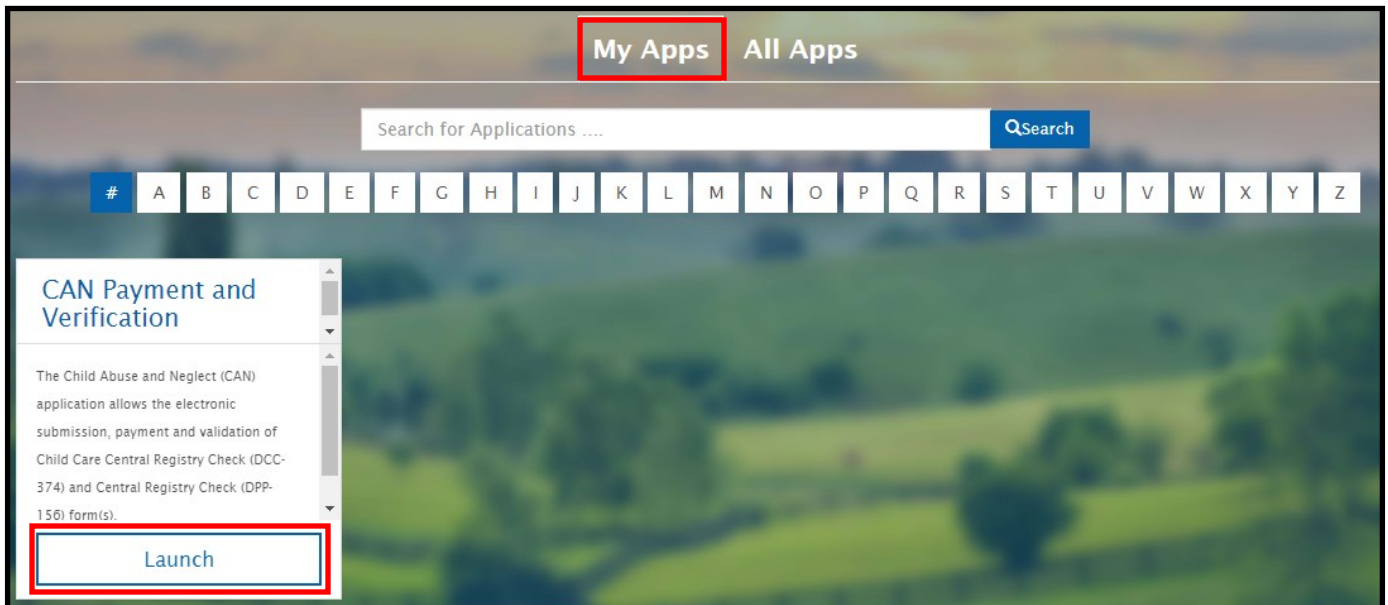 My Apps All Apps
Search for Applications ....
Search
# A B C D E F G H I J K L M N O P Q R S T U V W X Y Z
CAN Payment and
Verification
The Child Abuse and Neglect (CAN)
application allows the electronic
submission, payment and validation of
Child Care Central Registry Check (DCC-
374) and Central Registry Check (DPP-
156) form(s).
Launch